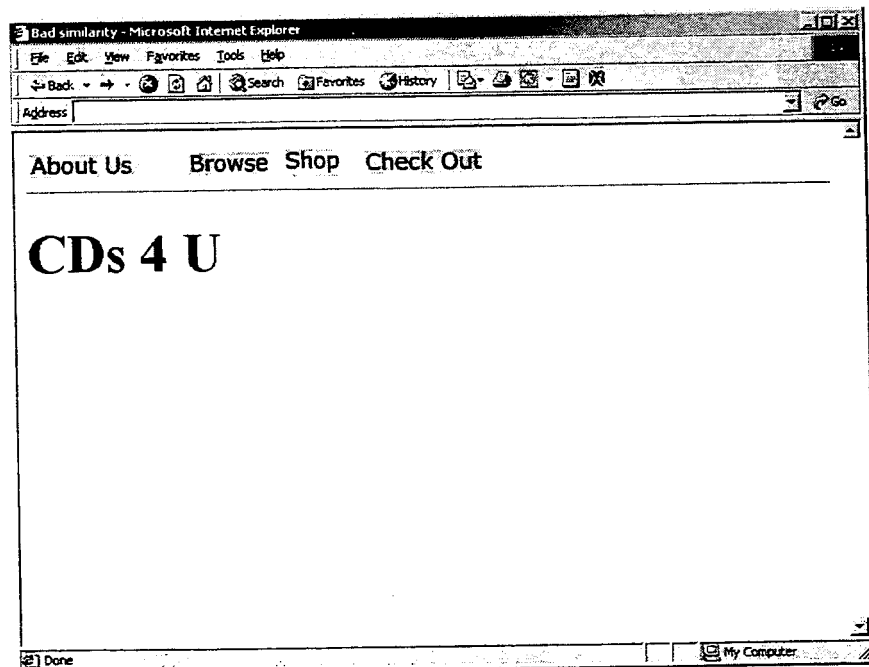 Bad similarity - Microsoft Internet Explorer
File Edit View Favorites Tools Help
Back Search Favorites History
Address Go
About Us Browse Shop Check Out
CDs 4 U
Done My Computer